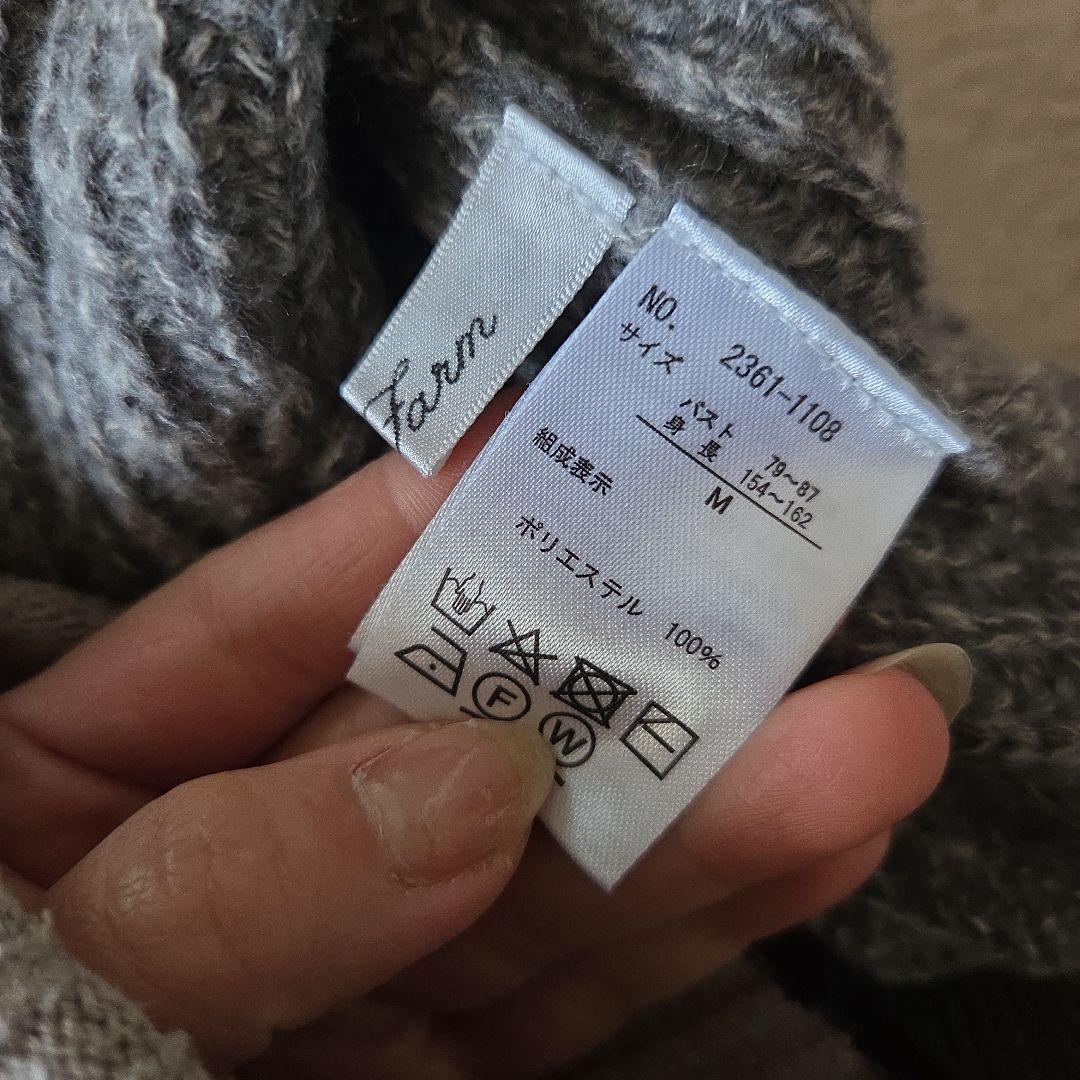 Farm
NO. 2361-1108
サイズ
バスト 79～87
身長 154～162
M
組成表示
ポリエステル 100%
F
W